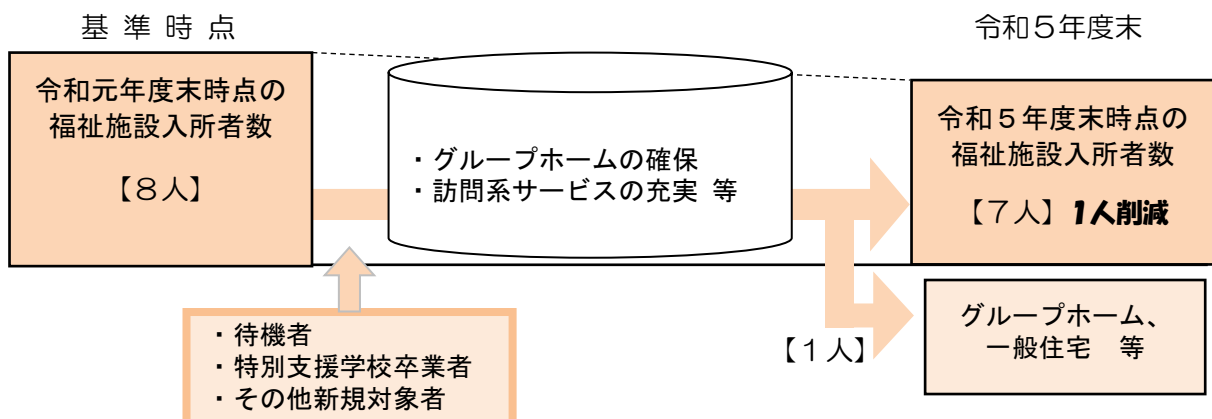 基 準 時 点
令和５年度末
令和元年度末時点の
福祉施設入所者数
【８人】
・グループホームの確保
・訪問系サービスの充実 等
令和５年度末時点の
福祉施設入所者数
【７人】１人削減
・待機者
・特別支援学校卒業者
・その他新規対象者
【１人】
グループホーム、
一般住宅　等